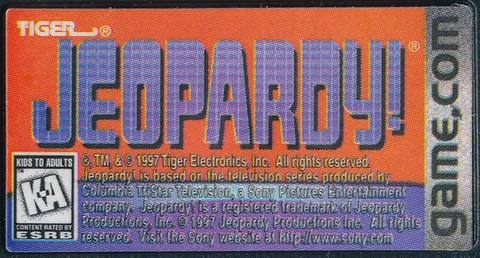 TIGER®
JEOPARDY!®
game.com
KIDS TO ADULTS
K-A
CONTENT RATED BY
ESRB
®, TM, & © 1997 Tiger Electronics, Inc. All rights reserved.
Jeopardy! is based on the television series produced by
Columbia TriStar Television, a Sony Pictures Entertainment
company. Jeopardy! is a registered trademark of Jeopardy
Productions, Inc. © 1997 Jeopardy Productions Inc. All rights
reserved. Visit the Sony website at http://www.sony.com